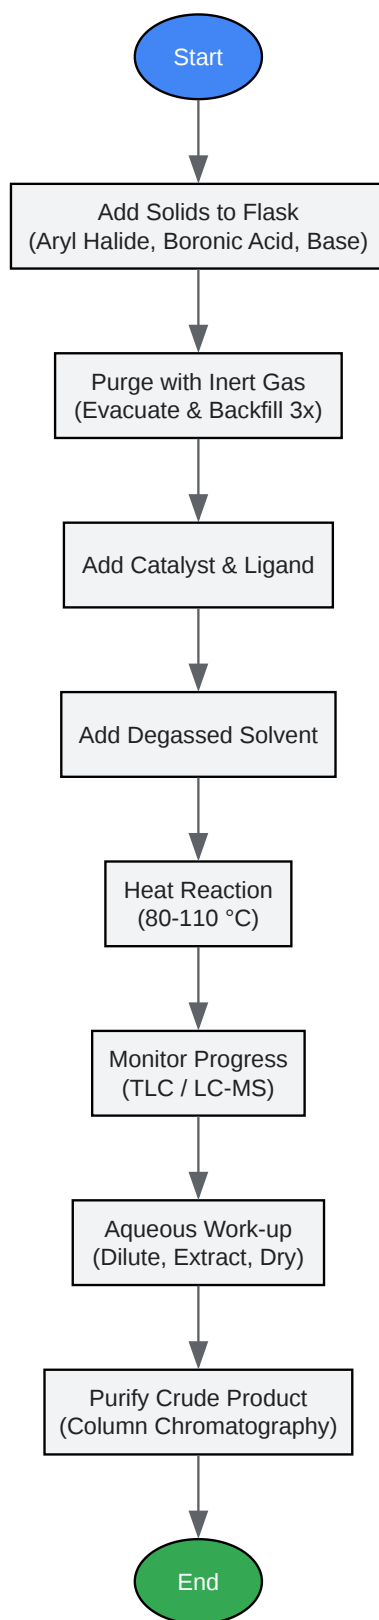 Start
Add Solids to Flask
(Aryl Halide, Boronic Acid, Base)
Purge with Inert Gas
(Evacuate & Backfill 3x)
Add Catalyst & Ligand
Add Degassed Solvent
Heat Reaction
(80-110 °C)
Monitor Progress
(TLC / LC-MS)
Aqueous Work-up
(Dilute, Extract, Dry)
Purify Crude Product
(Column Chromatography)
End